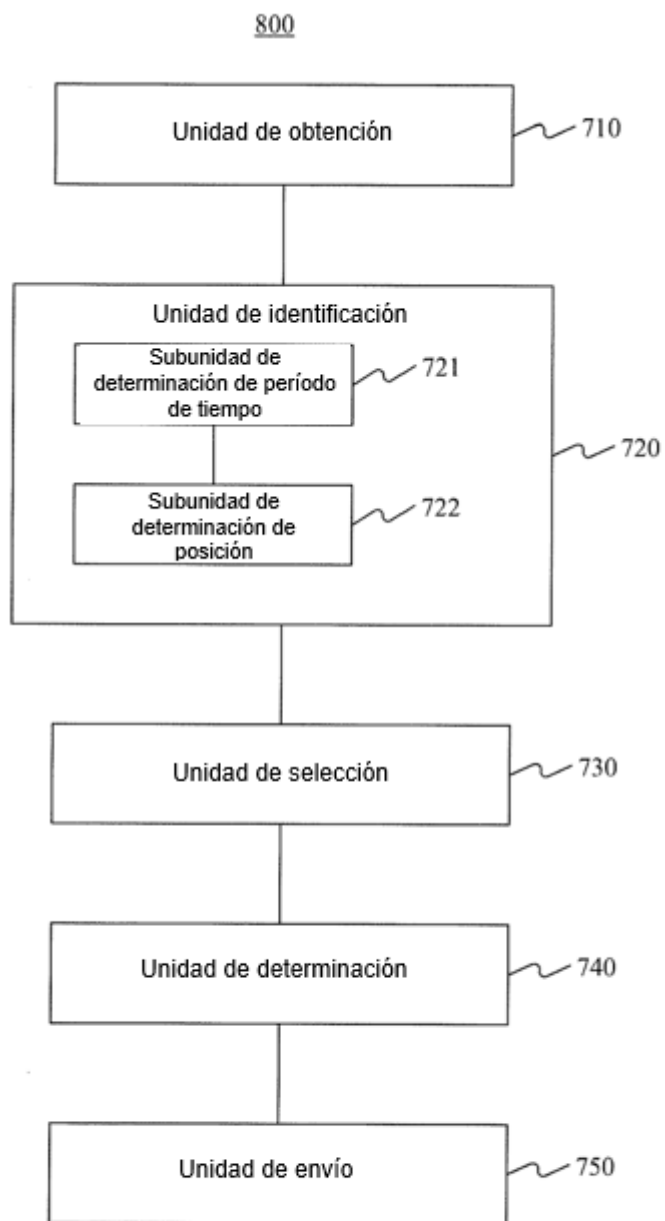 800
Unidad de obtención
710
Unidad de identificación
Subunidad de
determinación de período
de tiempo
721
720
Subunidad de
determinación de
posición
722
Unidad de selección
730
Unidad de determinación
740
Unidad de envío
750